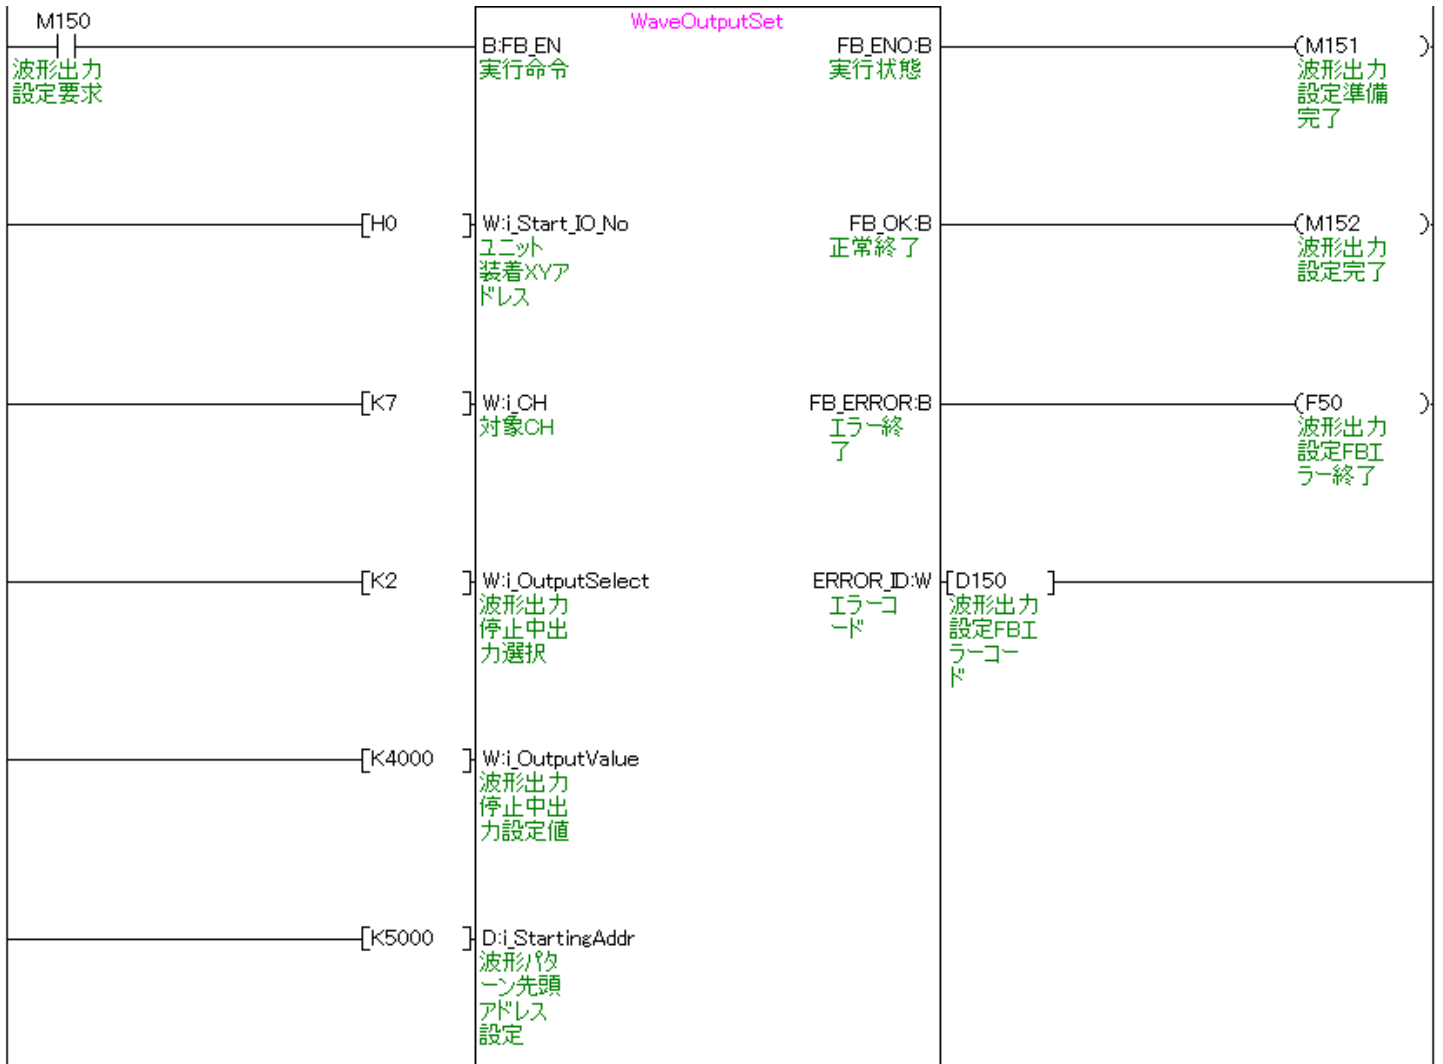 M150
WaveOutputSet
B:FB_EN
FB_ENO:B
(M151 )
波形出力
設定要求
実行命令
実行状態
波形出力
設定準備
完了
[H0 ]
W:i_Start_IO_No
FB_OK:B
(M152 )
ユニット
装着XYア
ドレス
正常終了
波形出力
設定完了
[K7 ]
W:i_CH
FB_ERROR:B
(F50 )
対象CH
エラー終
了
波形出力
設定FBエ
ラー終了
[K2 ]
W:i_OutputSelect
ERROR_ID:W
[D150 ]
波形出力
停止中出
力選択
エラーコ
ード
波形出力
設定FBエ
ラーコー
ド
[K4000 ]
W:i_OutputValue
波形出力
停止中出
力設定値
[K5000 ]
D:i_StartingAddr
波形パタ
ーン先頭
アドレス
設定